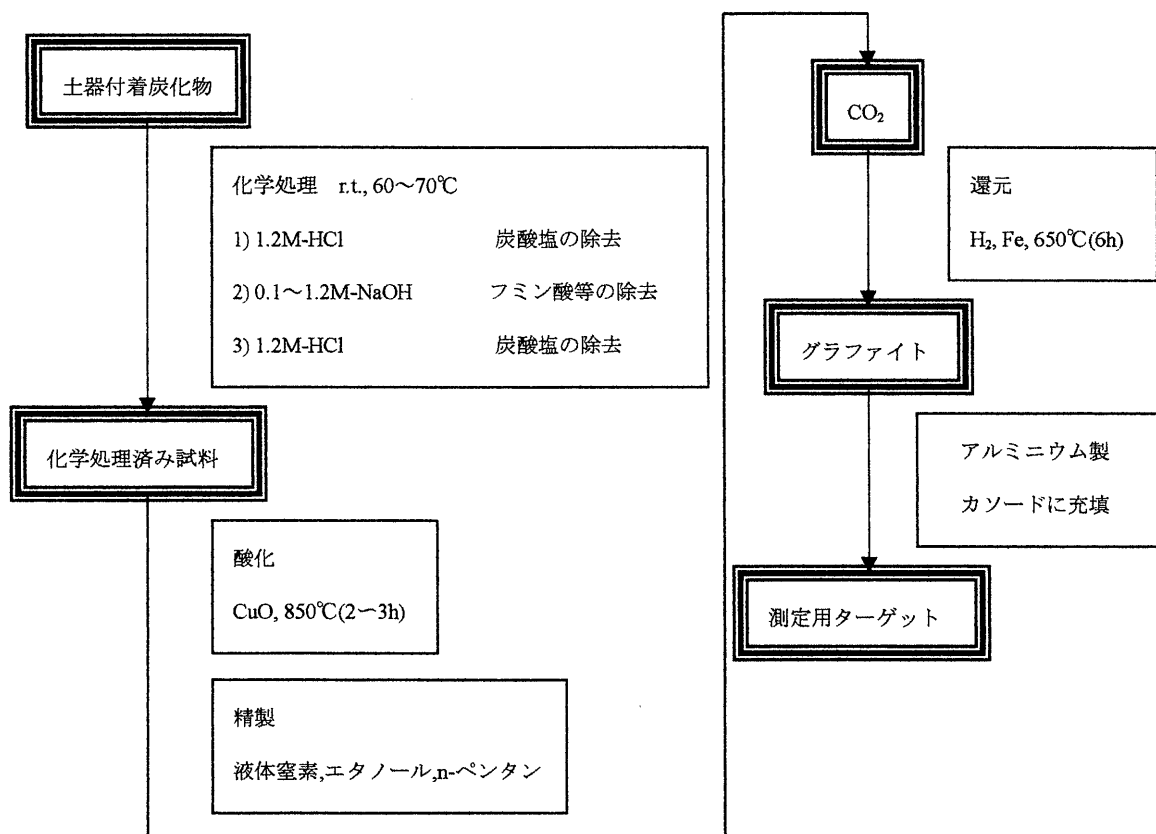 土器付着炭化物
化学処理 r.t., 60～70℃
1) 1.2M-HCl 炭酸塩の除去
2) 0.1～1.2M-NaOH フミン酸等の除去
3) 1.2M-HCl 炭酸塩の除去
化学処理済み試料
酸化
CuO, 850℃(2～3h)
精製
液体窒素,エタノール,n-ペンタン
CO₂
還元
H₂, Fe, 650℃(6h)
グラファイト
アルミニウム製
カソードに充填
測定用ターゲット